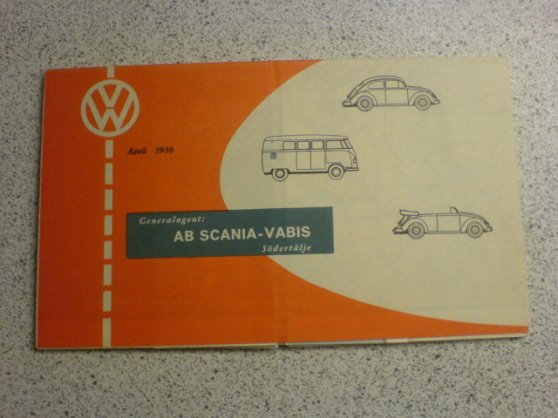 VW
April 1956
Generalagent:
AB SCANIA-VABIS
Södertälje